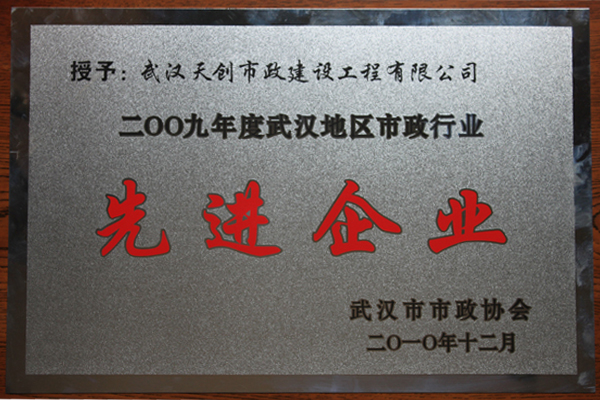 授予：武汉天创市政建设工程有限公司
二OO九年度武汉地区市政行业
先进企业
武汉市市政协会
二O一O年十二月